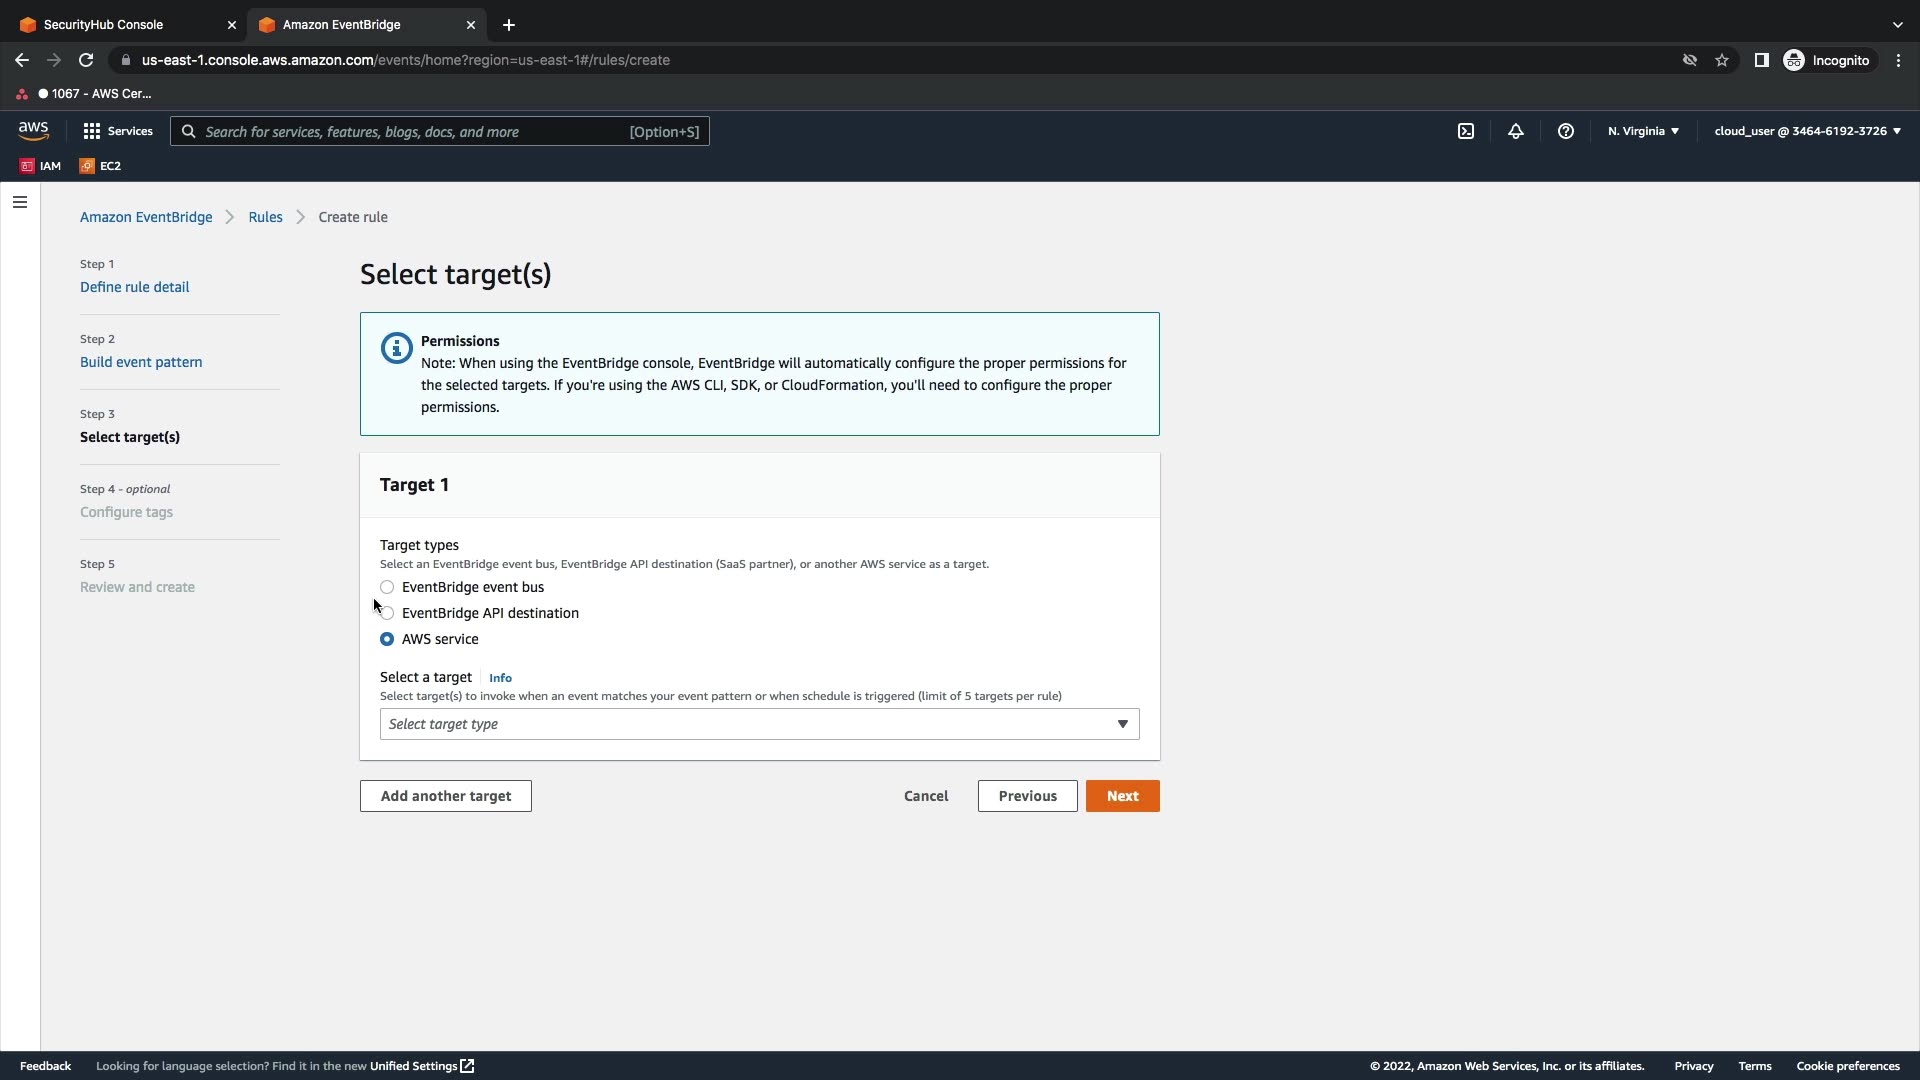 SecurityHub Console
Amazon EventBridge
us-east-1.console.aws.amazon.com/events/home?region=us-east-1#/rules/create
Incognito
1067 - AWS Cer...
aws
Services
Search for services, features, blogs, docs, and more
[Option+S]
N. Virginia
cloud_user @ 3464-6192-3726
IAM
EC2
Amazon EventBridge
Rules
Create rule
Step 1
Define rule detail
Step 2
Build event pattern
Step 3
Select target(s)
Step 4 - optional
Configure tags
Step 5
Review and create
Select target(s)
Permissions
Note: When using the EventBridge console, EventBridge will automatically configure the proper permissions for
the selected targets. If you're using the AWS CLI, SDK, or CloudFormation, you'll need to configure the proper
permissions.
Target 1
Target types
Select an EventBridge event bus, EventBridge API destination (SaaS partner), or another AWS service as a target.
EventBridge event bus
EventBridge API destination
AWS service
Select a target
Info
Select target(s) to invoke when an event matches your event pattern or when schedule is triggered (limit of 5 targets per rule)
Select target type
Add another target
Cancel
Previous
Next
Feedback
Looking for language selection? Find it in the new Unified Settings
© 2022, Amazon Web Services, Inc. or its affiliates.
Privacy
Terms
Cookie preferences